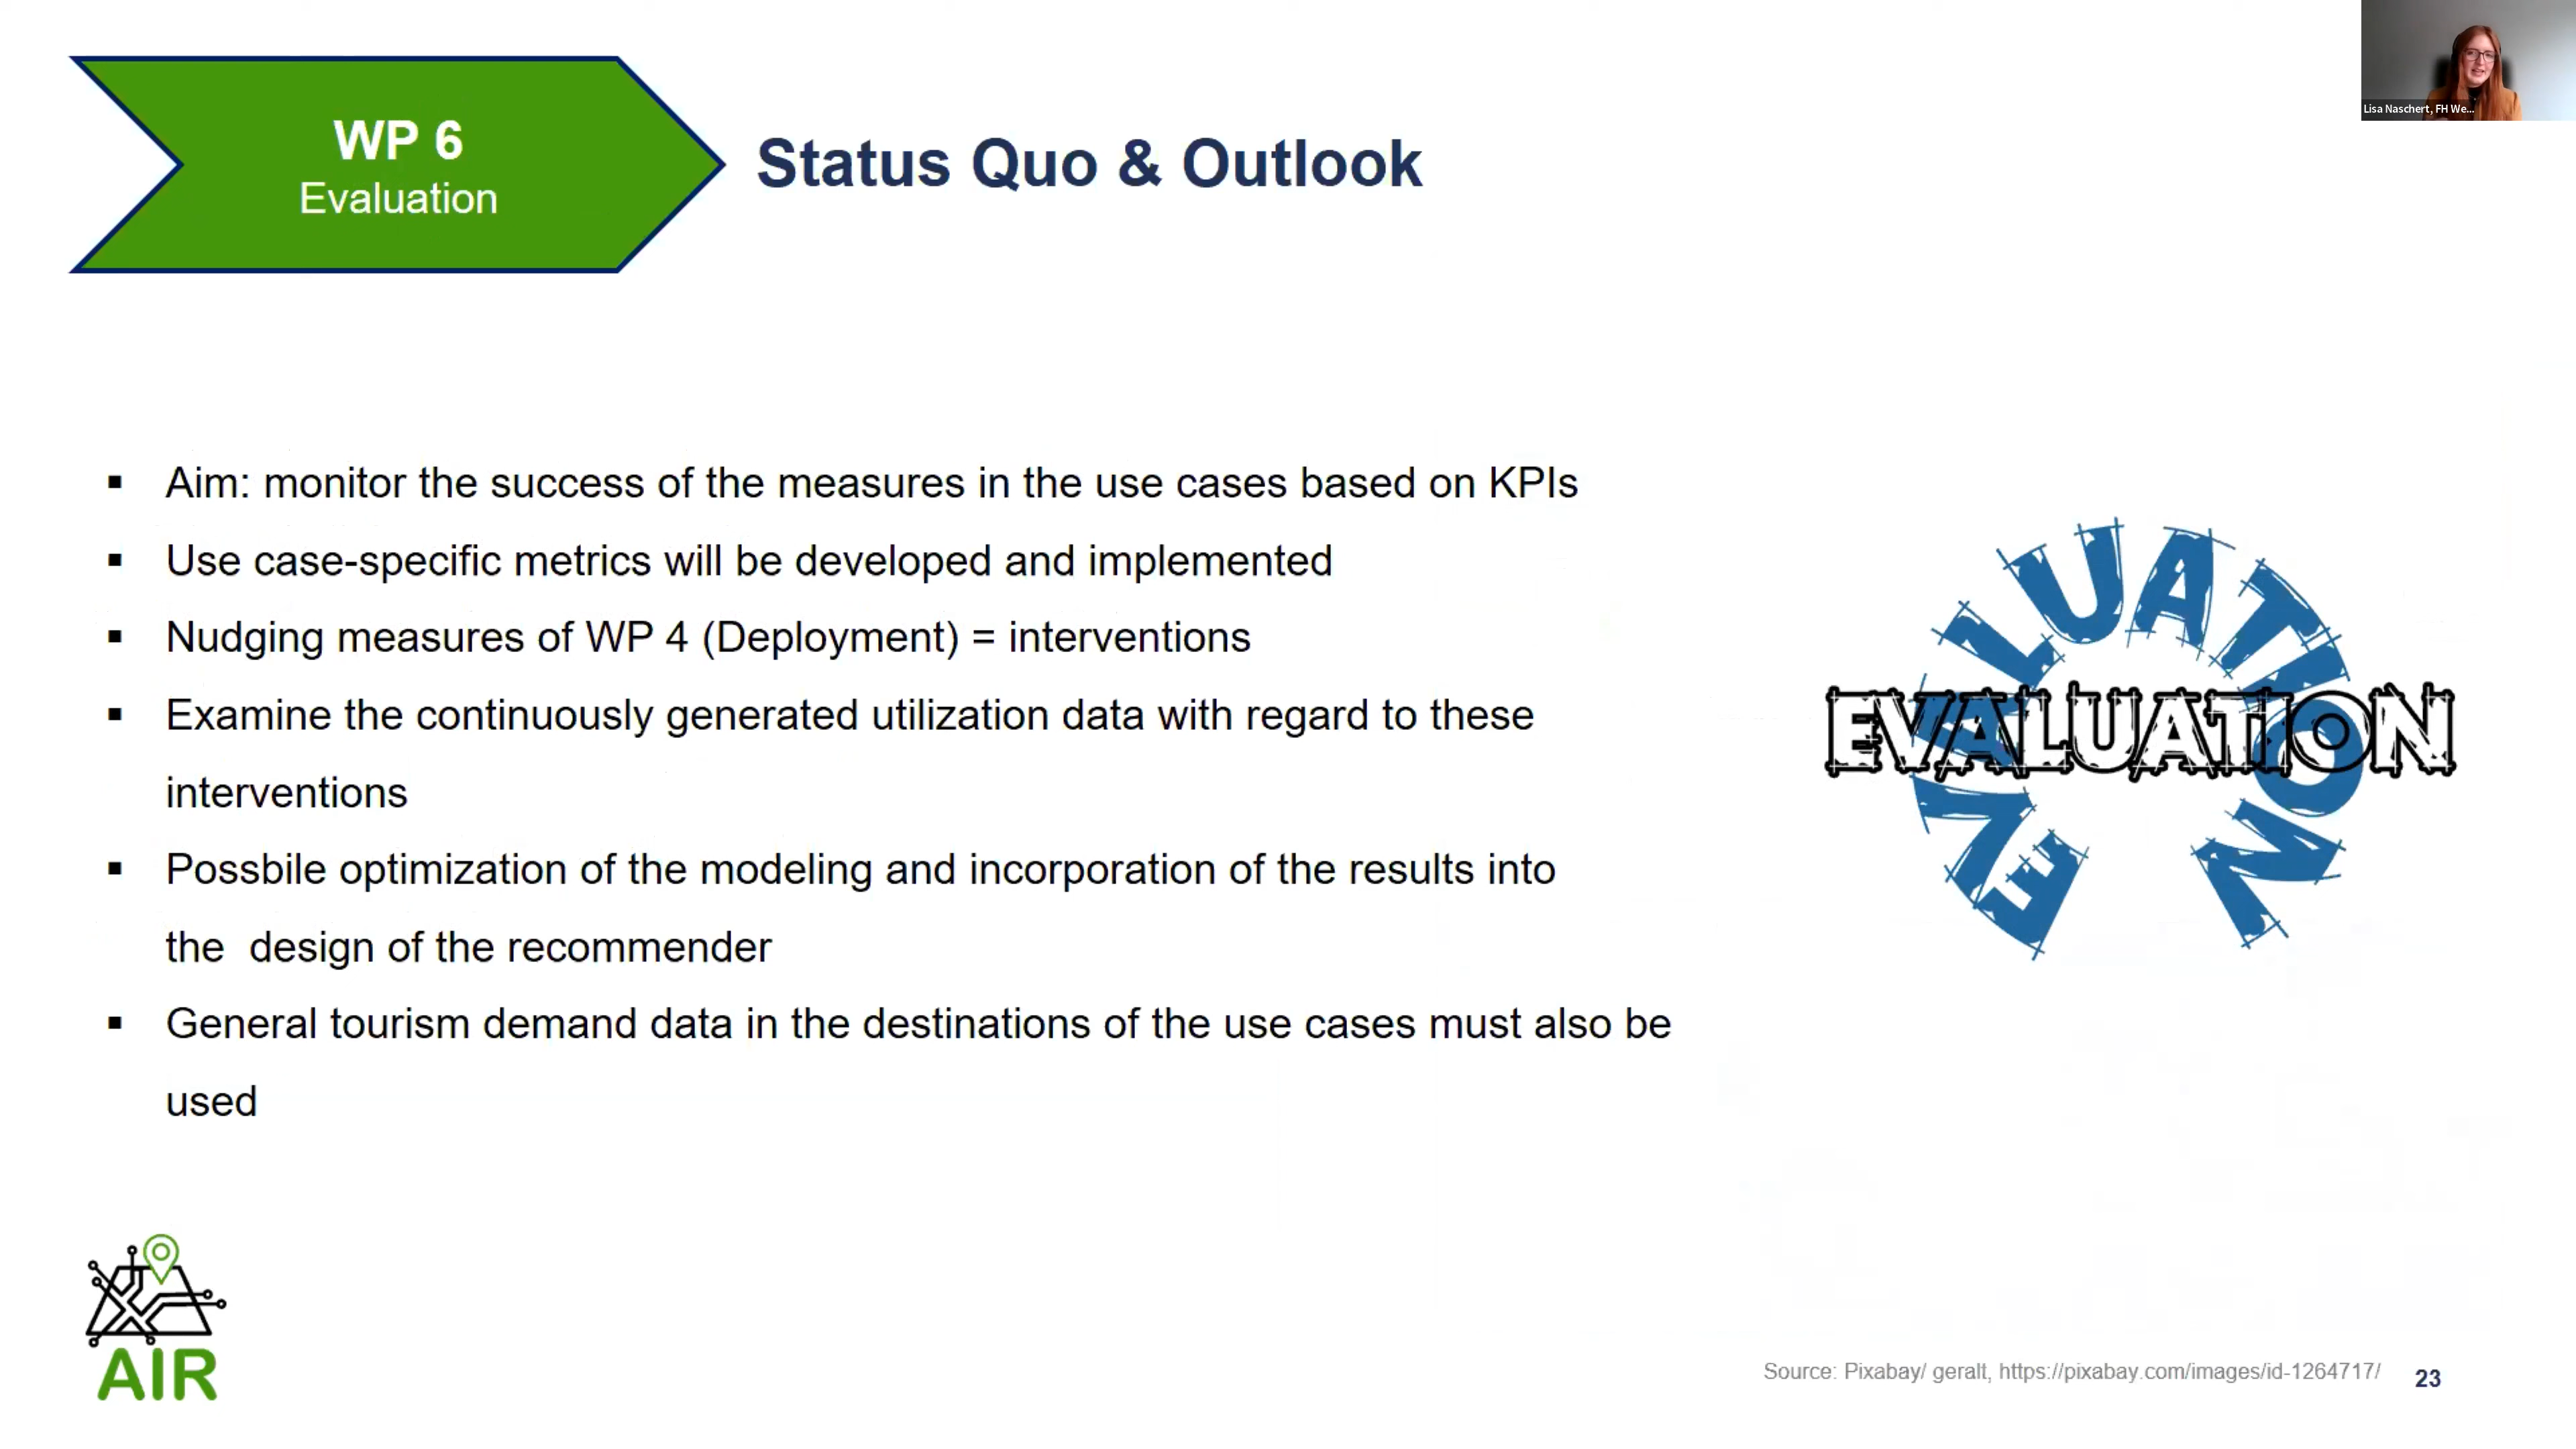 Lisa Naschert, FH We...
WP 6
Evaluation
Status Quo & Outlook
▪ Aim: monitor the success of the measures in the use cases based on KPIs
▪ Use case-specific metrics will be developed and implemented
▪ Nudging measures of WP 4 (Deployment) = interventions
▪ Examine the continuously generated utilization data with regard to these
interventions
▪ Possbile optimization of the modeling and incorporation of the results into
the  design of the recommender
▪ General tourism demand data in the destinations of the use cases must also be
used
EVALUATION
EVALUATION
AIR
Source: Pixabay/ geralt, https://pixabay.com/images/id-1264717/
23